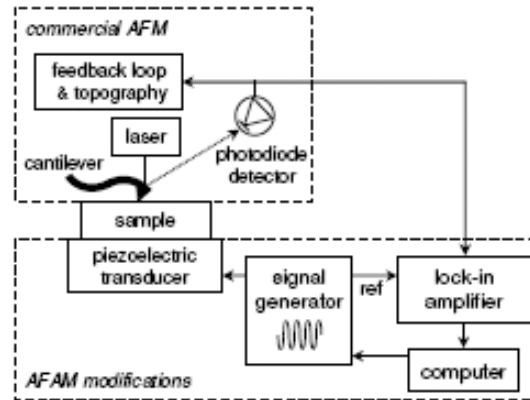 commercial AFM
feedback loop
& topography
laser
cantilever
photodiode
detector
sample
piezoelectric
transducer
signal
generator
ref
lock-in
amplifier
computer
AFAM modifications